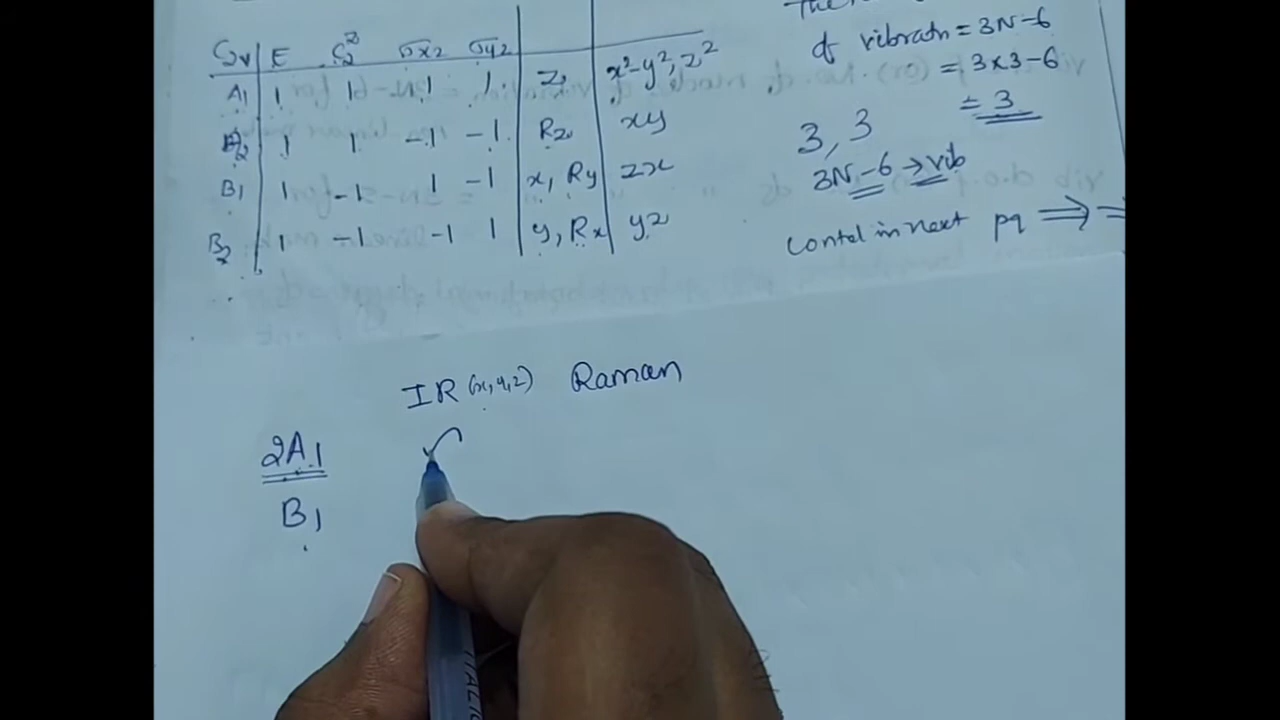 of vibratn = 3N-6
= 3×3-6
= 3
C2v E C2^z σxz σyz
A1 1 1 1 1 z x²-y², z²
A2 1 1 -1 -1 Rz xy
B1 1 -1 1 -1 x, Ry zx
B2 1 -1 -1 1 y, Rx yz
3, 3
3N-6 → vib
Contd in next pg ⇒
IR (x,y,z) Raman
2A1 ✓
B1